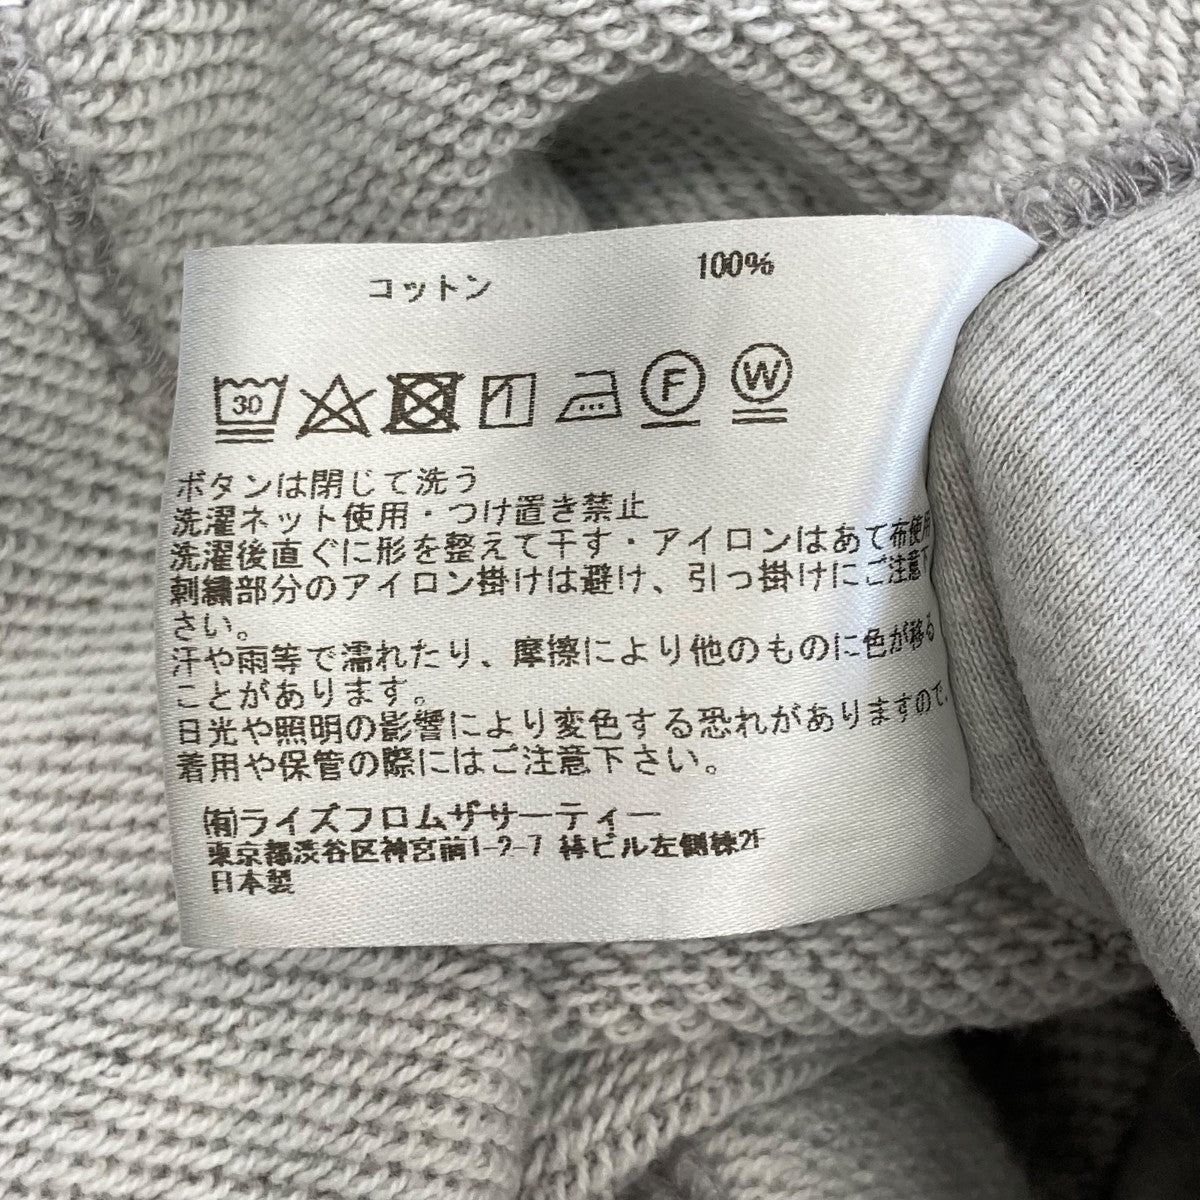 コットン 100%
30 F W
ボタンは閉じて洗う
洗濯ネット使用・つけ置き禁止
洗濯後直ぐに形を整えて干す・アイロンはあて布使用
刺繍部分のアイロン掛けは避け、引っ掛けにご注意下
さい。
汗や雨等で濡れたり、摩擦により他のものに色が移る
ことがあります。
日光や照明の影響により変色する恐れがありますので、
着用や保管の際にはご注意下さい。
(有)ライズフロムザサーティー
東京都渋谷区神宮前1-2-7 ビル左側棟2F
日本製